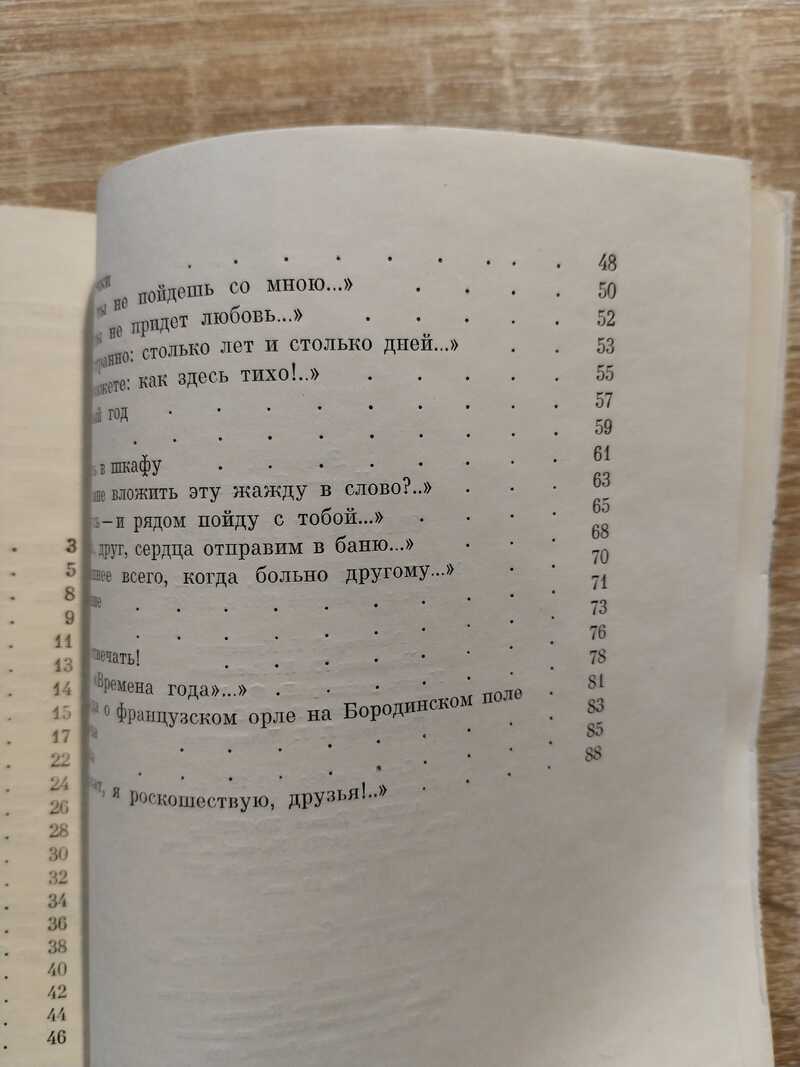 3
5
8
9
11
13
14
15
17
22
24
26
28
30
32
34
36
38
40
42
44
46
. . . . . . . . 48
не пойдешь со мною...» . . . . 50
не придет любовь...» . . . . . 52
столько лет и столько дней...» . . 53
как здесь тихо!..» . . . . . 55
год . . . . . . . . 57
. . . . . . . . . 59
в шкафу . . . . . . . 61
вложить эту жажду в слово?..» . . . 63
— и рядом пойду с тобой...» . . . . 65
друг, сердца отправим в баню...» . . . 68
всего, когда больно другому...» . . 70
. . . . . . . . . 71
. . . . . . . . . 73
. . . . . . . 76
«Времена года»...» . . . . . . 78
о французском орле на Бородинском поле . 81
. . . . . . . . 83
. . . . . . . . . 85
я роскошествую, друзья!..» . . . . 88